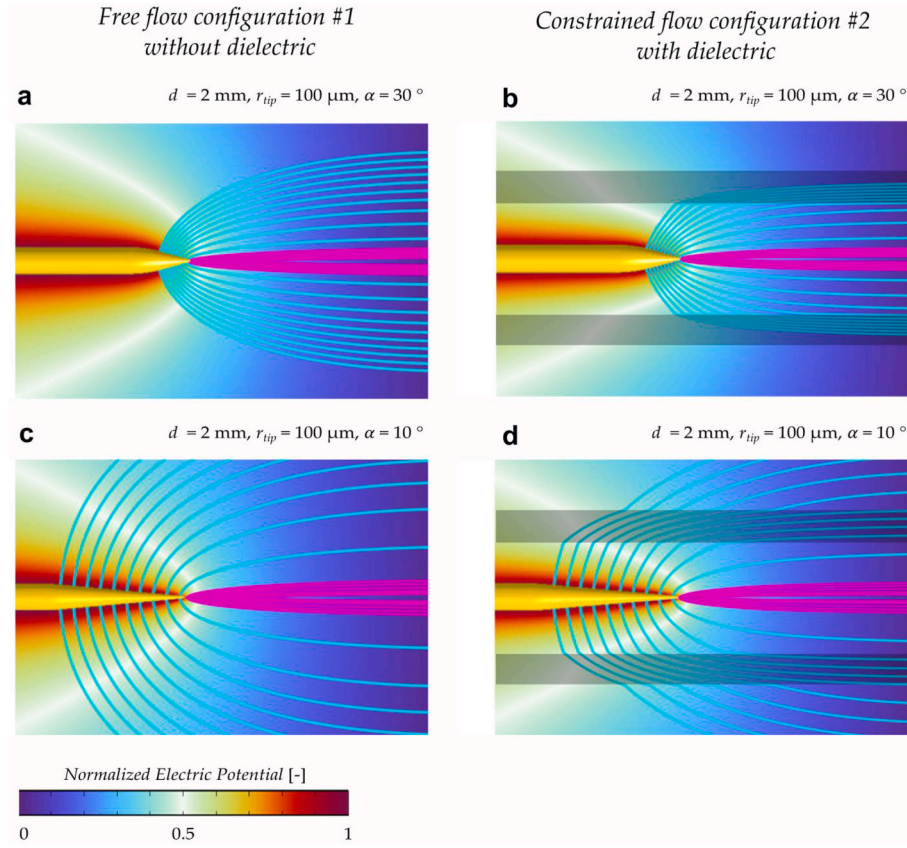 Free flow configuration #1
without dielectric
Constrained flow configuration #2
with dielectric
a
d = 2 mm, r_tip = 100 µm, α = 30 °
b
d = 2 mm, r_tip = 100 µm, α = 30 °
c
d = 2 mm, r_tip = 100 µm, α = 10 °
d
d = 2 mm, r_tip = 100 µm, α = 10 °
Normalized Electric Potential [-]
0 0.5 1